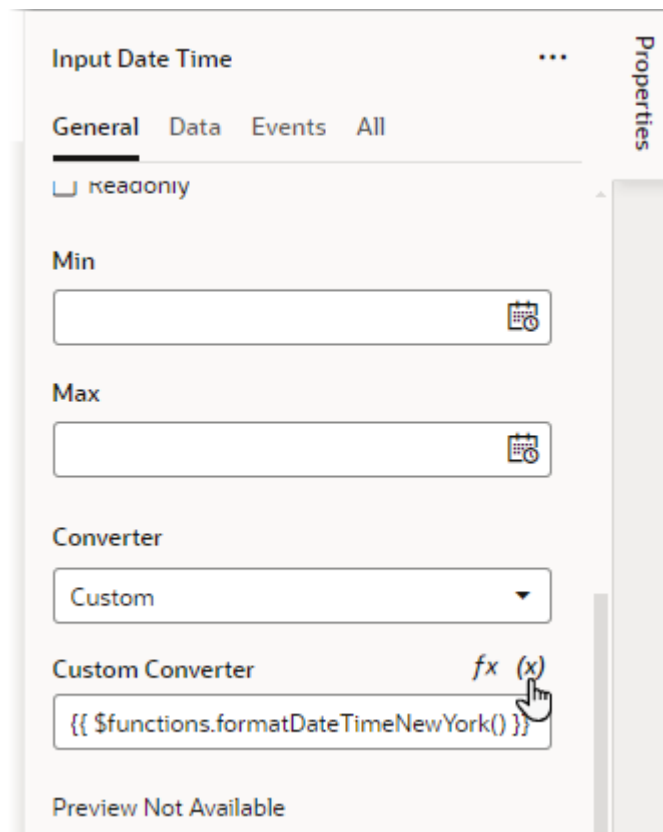 Input Date Time
...
Properties
General Data Events All
Readonly
Min
Max
Converter
Custom
Custom Converter fx (x)
{{ $functions.formatDateTimeNewYork() }}
Preview Not Available